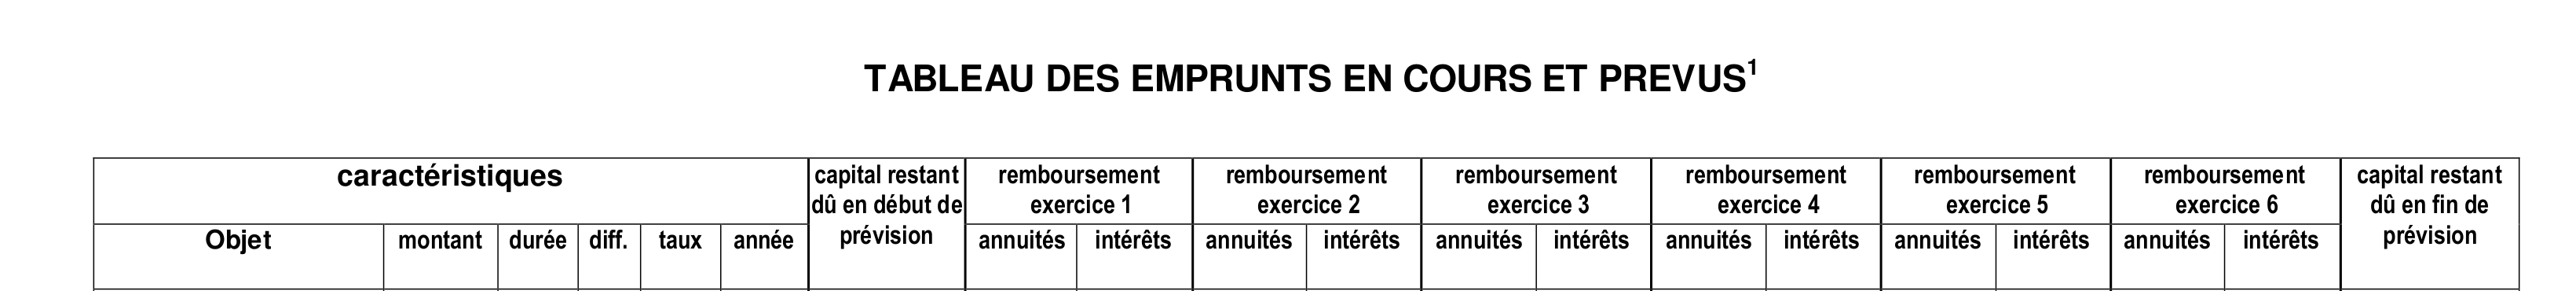 TABLEAU DES EMPRUNTS EN COURS ET PREVUS¹
caractéristiques
capital restant
dû en début de
prévision
remboursement
exercice 1
remboursement
exercice 2
remboursement
exercice 3
remboursement
exercice 4
remboursement
exercice 5
remboursement
exercice 6
capital restant
dû en fin de
prévision
Objet montant durée diff. taux année annuités intérêts annuités intérêts annuités intérêts annuités intérêts annuités intérêts annuités intérêts